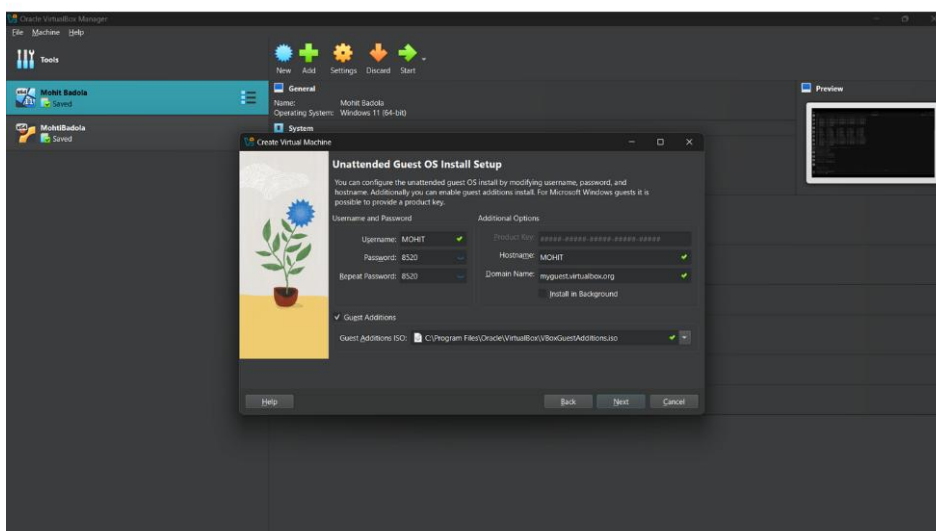 Oracle VirtualBox Manager
File Machine Help
Tools
New Add Settings Discard Start
Mohit Badola
Saved
MohtiBadola
Saved
General
Name: Mohit Badola
Operating System: Windows 11 (64-bit)
System
Preview
Create Virtual Machine
Unattended Guest OS Install Setup
You can configure the unattended guest OS install by modifying username, password, and
hostname. Additionally you can enable guest additions install. For Microsoft Windows guests it is
possible to provide a product key.
Username and Password
Username: MOHIT
Password: 8520
Repeat Password: 8520
Additional Options
Product Key: #####-#####-#####-#####-#####
Hostname: MOHIT
Domain Name: myguest.virtualbox.org
Install in Background
Guest Additions
Guest Additions ISO: C:\Program Files\Oracle\VirtualBox\VBoxGuestAdditions.iso
Help Back Next Cancel